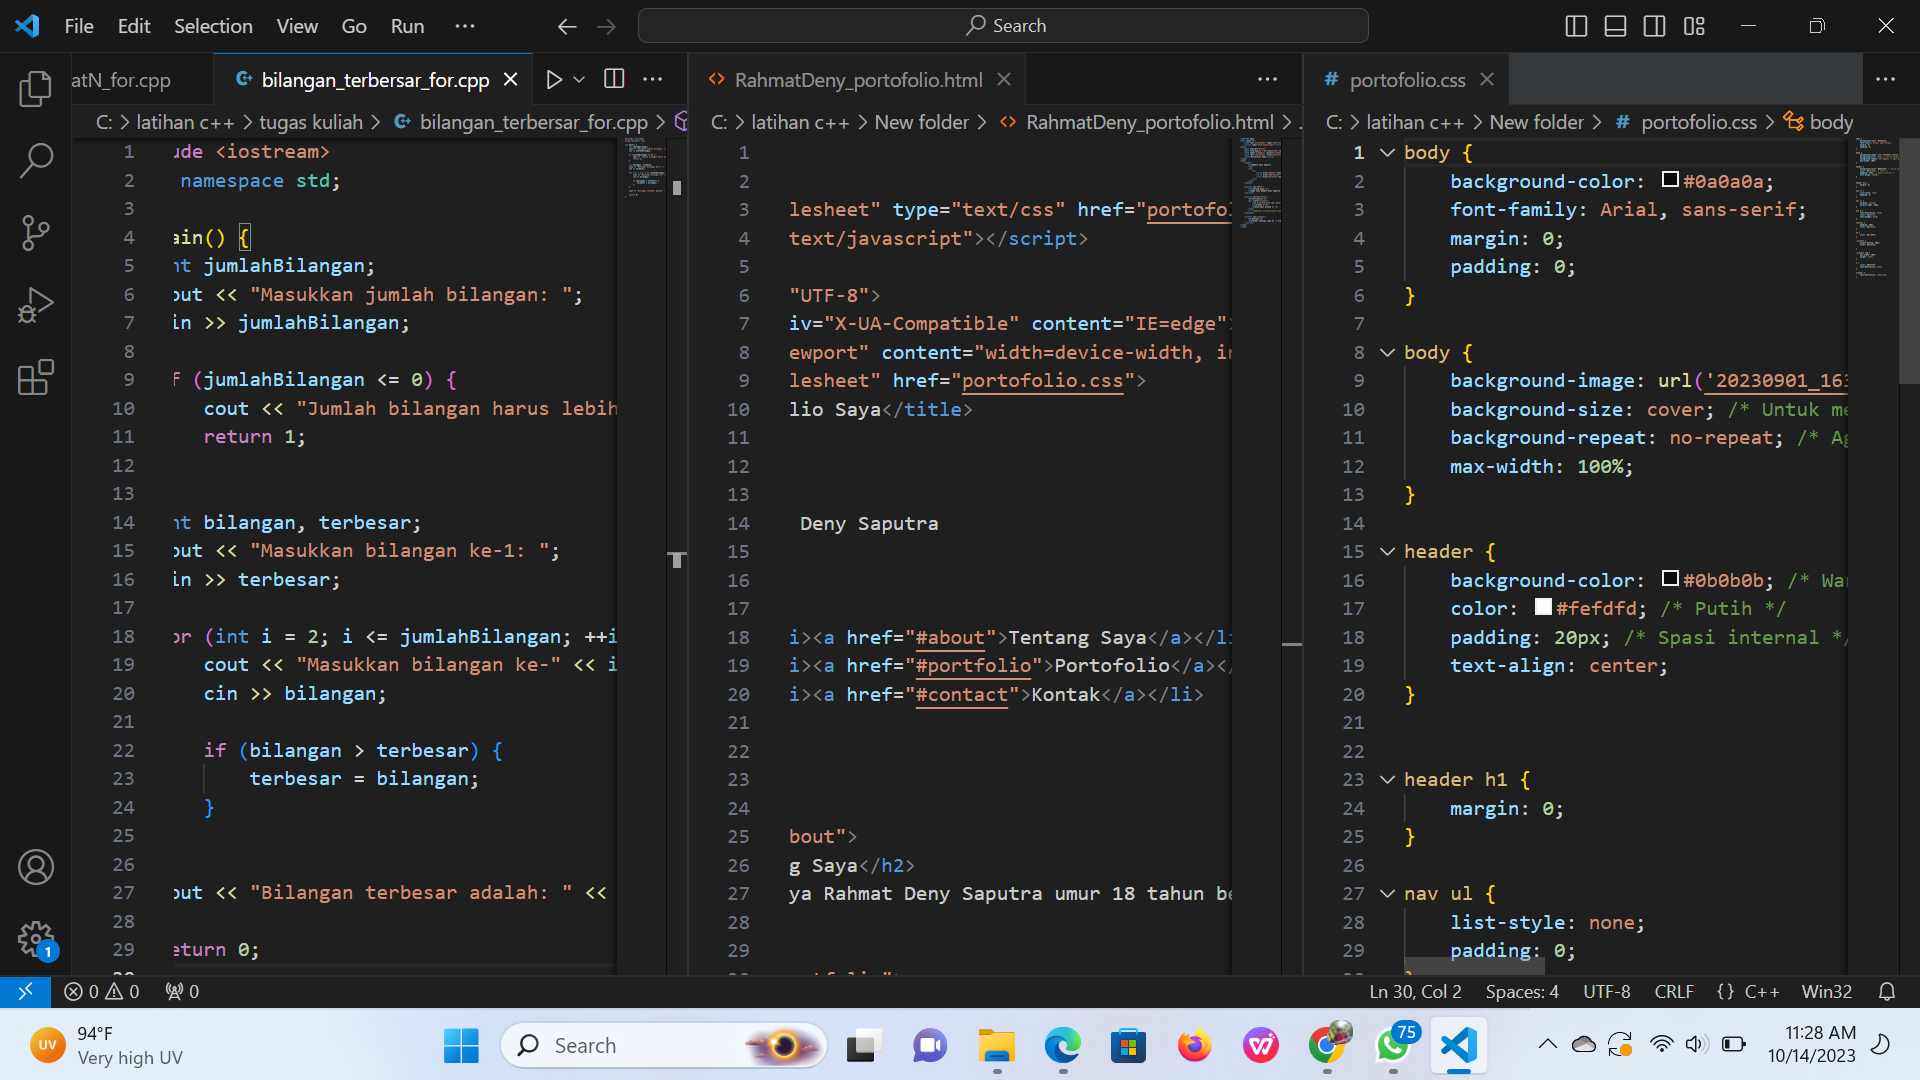 File Edit Selection View Go Run ···
Search
atN_for.cpp
bilangan_terbersar_for.cpp
C: > latihan c++ > tugas kuliah > bilangan_terbersar_for.cpp >
1 ude <iostream>
2 namespace std;
3
4 ain() {
5 nt jumlahBilangan;
6 out << "Masukkan jumlah bilangan: ";
7 in >> jumlahBilangan;
8
9 f (jumlahBilangan <= 0) {
10 cout << "Jumlah bilangan harus lebih
11 return 1;
12
13
14 nt bilangan, terbesar;
15 out << "Masukkan bilangan ke-1: ";
16 in >> terbesar;
17
18 or (int i = 2; i <= jumlahBilangan; ++i
19 cout << "Masukkan bilangan ke-" << i
20 cin >> bilangan;
21
22 if (bilangan > terbesar) {
23 terbesar = bilangan;
24 }
25
26
27 out << "Bilangan terbesar adalah: " <<
28
29 eturn 0;
RahmatDeny_portofolio.html
C: > latihan c++ > New folder > RahmatDeny_portofolio.html > .
1
2
3 lesheet" type="text/css" href="portofol
4 text/javascript"></script>
5
6 "UTF-8">
7 iv="X-UA-Compatible" content="IE=edge">
8 ewport" content="width=device-width, in
9 lesheet" href="portofolio.css">
10 lio Saya</title>
11
12
13
14 Deny Saputra
15
16
17
18 i><a href="#about">Tentang Saya</a></li
19 i><a href="#portfolio">Portofolio</a></
20 i><a href="#contact">Kontak</a></li>
21
22
23
24
25 bout">
26 g Saya</h2>
27 ya Rahmat Deny Saputra umur 18 tahun be
28
29
portofolio.css
C: > latihan c++ > New folder > # portofolio.css > body
1 body {
2 background-color: #0a0a0a;
3 font-family: Arial, sans-serif;
4 margin: 0;
5 padding: 0;
6 }
7
8 body {
9 background-image: url('20230901_163
10 background-size: cover; /* Untuk me
11 background-repeat: no-repeat; /* Ag
12 max-width: 100%;
13 }
14
15 header {
16 background-color: #0b0b0b; /* War
17 color: #fefdfd; /* Putih */
18 padding: 20px; /* Spasi internal */
19 text-align: center;
20 }
21
22
23 header h1 {
24 margin: 0;
25 }
26
27 nav ul {
28 list-style: none;
29 padding: 0;
1
0 0 0
Ln 30, Col 2 Spaces: 4 UTF-8 CRLF {} C++ Win32
UV
94°F
Very high UV
Search
75
11:28 AM
10/14/2023